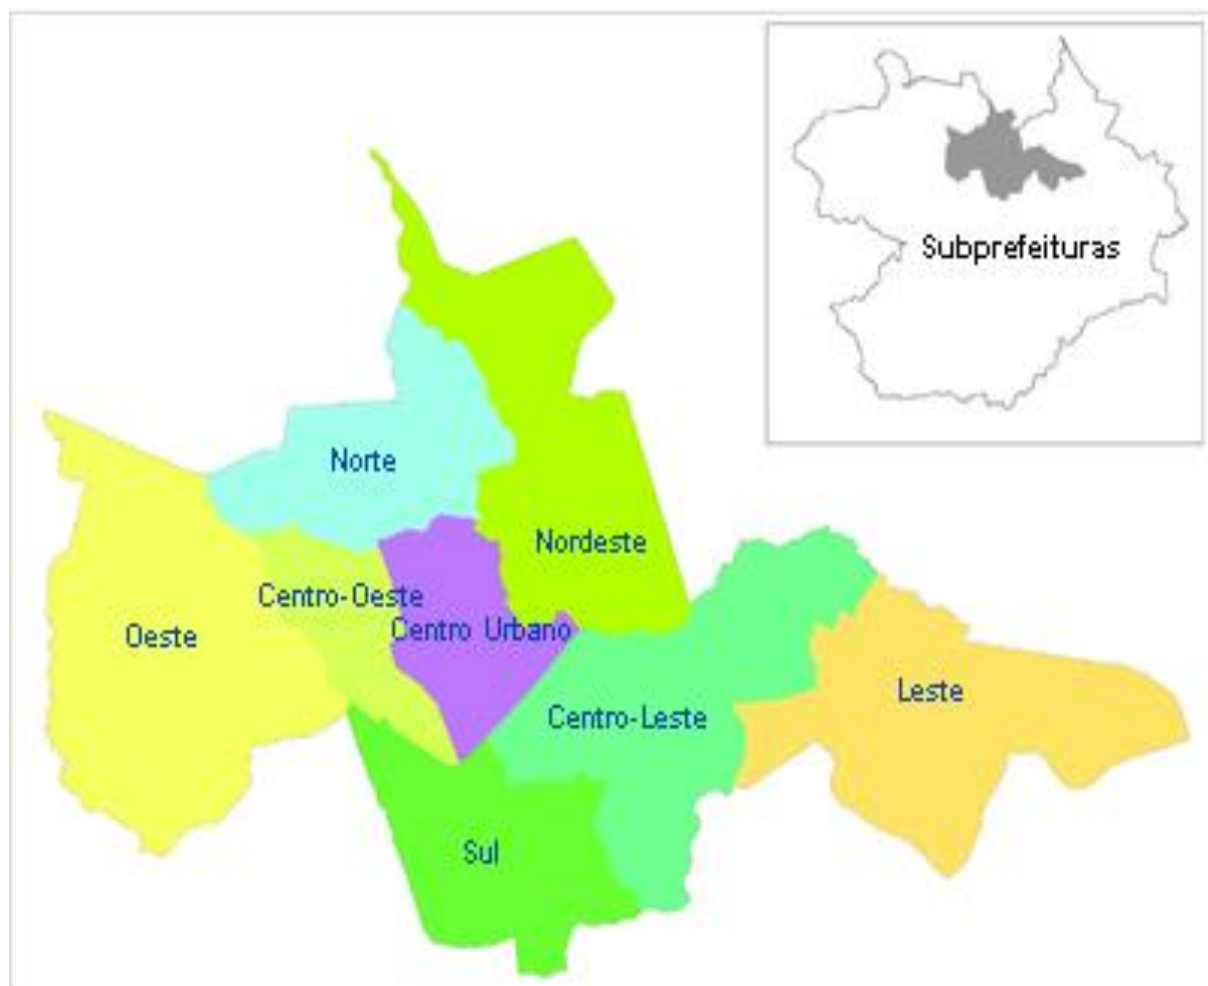 Subprefeituras
Norte
Nordeste
Centro-Oeste
Centro Urbano
Oeste
Leste
Centro-Leste
Sul